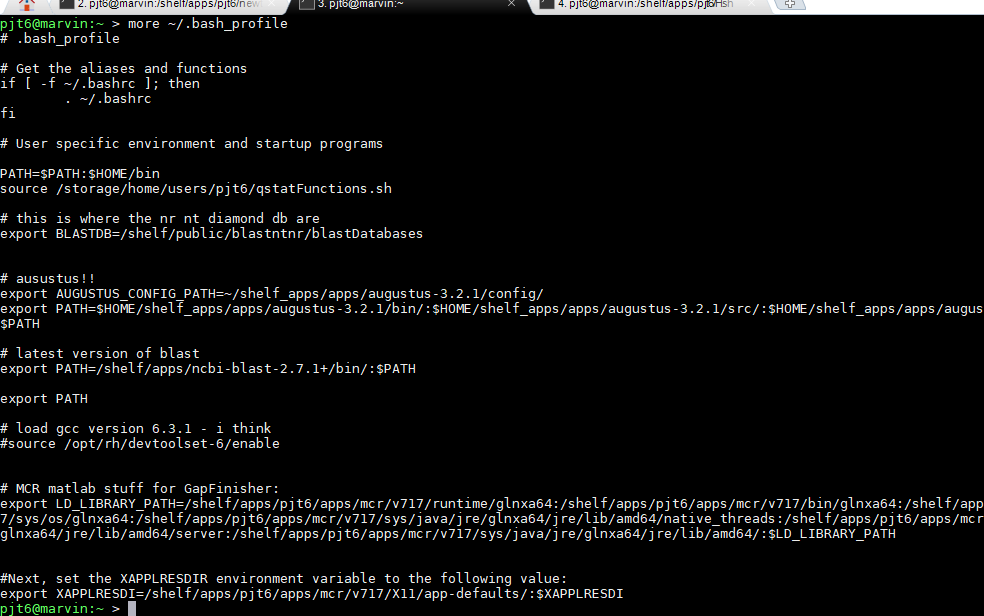 2. pjt6@marvin:/shelf/apps/pjt6/new
3. pjt6@marvin:~
4. pjt6@marvin:/shelf/apps/pjt6/Hsh
pjt6@marvin:~ > more ~/.bash_profile
# .bash_profile
# Get the aliases and functions
if [ -f ~/.bashrc ]; then
. ~/.bashrc
fi
# User specific environment and startup programs
PATH=$PATH:$HOME/bin
source /storage/home/users/pjt6/qstatFunctions.sh
# this is where the nr nt diamond db are
export BLASTDB=/shelf/public/blastntnr/blastDatabases
# ausustus!!
export AUGUSTUS_CONFIG_PATH=~/shelf_apps/apps/augustus-3.2.1/config/
export PATH=$HOME/shelf_apps/apps/augustus-3.2.1/bin/:$HOME/shelf_apps/apps/augustus-3.2.1/src/:$HOME/shelf_apps/apps/augus
$PATH
# latest version of blast
export PATH=/shelf/apps/ncbi-blast-2.7.1+/bin/:$PATH
export PATH
# load gcc version 6.3.1 - i think
#source /opt/rh/devtoolset-6/enable
# MCR matlab stuff for GapFinisher:
export LD_LIBRARY_PATH=/shelf/apps/pjt6/apps/mcr/v717/runtime/glnxa64:/shelf/apps/pjt6/apps/mcr/v717/bin/glnxa64:/shelf/app
7/sys/os/glnxa64:/shelf/apps/pjt6/apps/mcr/v717/sys/java/jre/glnxa64/jre/lib/amd64/native_threads:/shelf/apps/pjt6/apps/mcr
glnxa64/jre/lib/amd64/server:/shelf/apps/pjt6/apps/mcr/v717/sys/java/jre/glnxa64/jre/lib/amd64/:$LD_LIBRARY_PATH
#Next, set the XAPPLRESDIR environment variable to the following value:
export XAPPLRESDI=/shelf/apps/pjt6/apps/mcr/v717/X11/app-defaults/:$XAPPLRESDI
pjt6@marvin:~ >